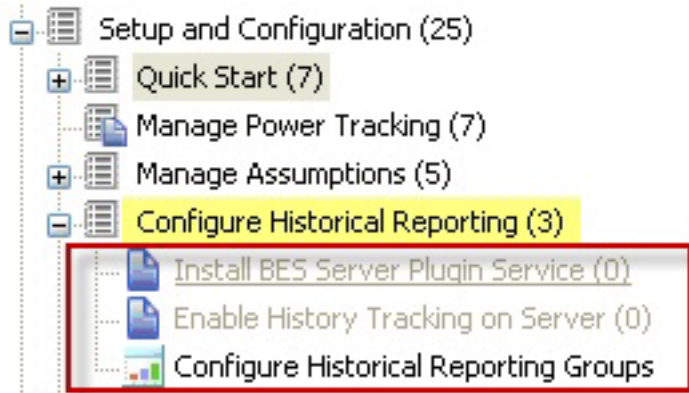 Setup and Configuration (25)
Quick Start (7)
Manage Power Tracking (7)
Manage Assumptions (5)
Configure Historical Reporting (3)
Install BES Server Plugin Service (0)
Enable History Tracking on Server (0)
Configure Historical Reporting Groups